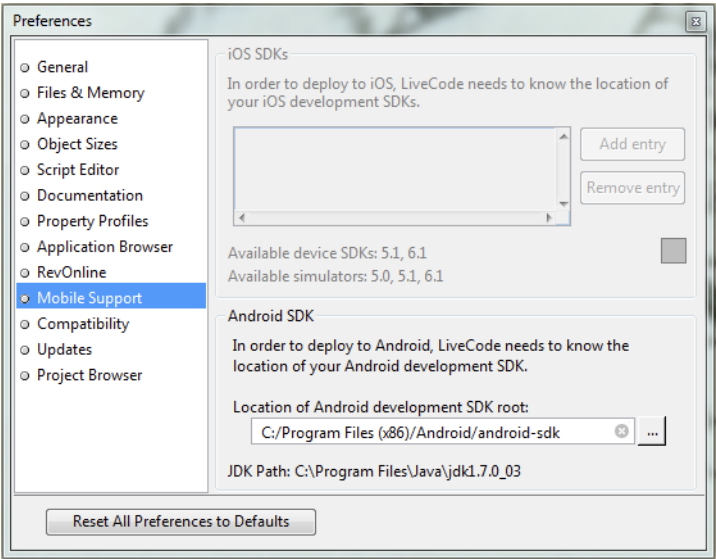 Preferences
General
Files & Memory
Appearance
Object Sizes
Script Editor
Documentation
Property Profiles
Application Browser
RevOnline
Mobile Support
Compatibility
Updates
Project Browser
iOS SDKs
In order to deploy to iOS, LiveCode needs to know the location of
your iOS development SDKs.
Add entry
Remove entry
Available device SDKs: 5.1, 6.1
Available simulators: 5.0, 5.1, 6.1
Android SDK
In order to deploy to Android, LiveCode needs to know the
location of your Android development SDK.
Location of Android development SDK root:
C:/Program Files (x86)/Android/android-sdk
...
JDK Path: C:\Program Files\Java\jdk1.7.0_03
Reset All Preferences to Defaults